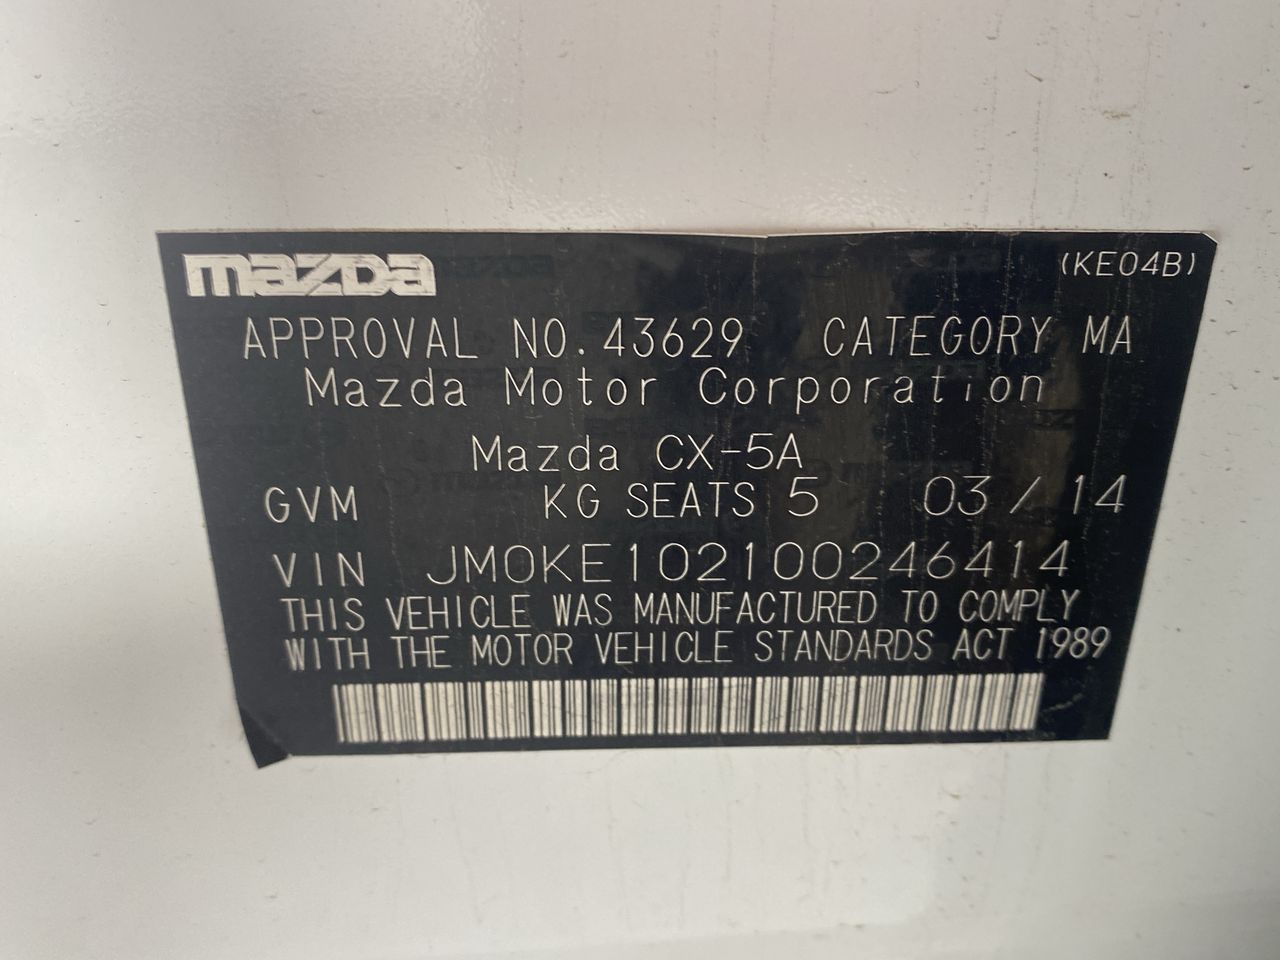 mazda (KE04B)
APPROVAL NO. 43629 CATEGORY MA
Mazda Motor Corporation
Mazda CX-5A
GVM KG SEATS 5 03 / 14
VIN JM0KE102100246414
THIS VEHICLE WAS MANUFACTURED TO COMPLY
WITH THE MOTOR VEHICLE STANDARDS ACT 1989